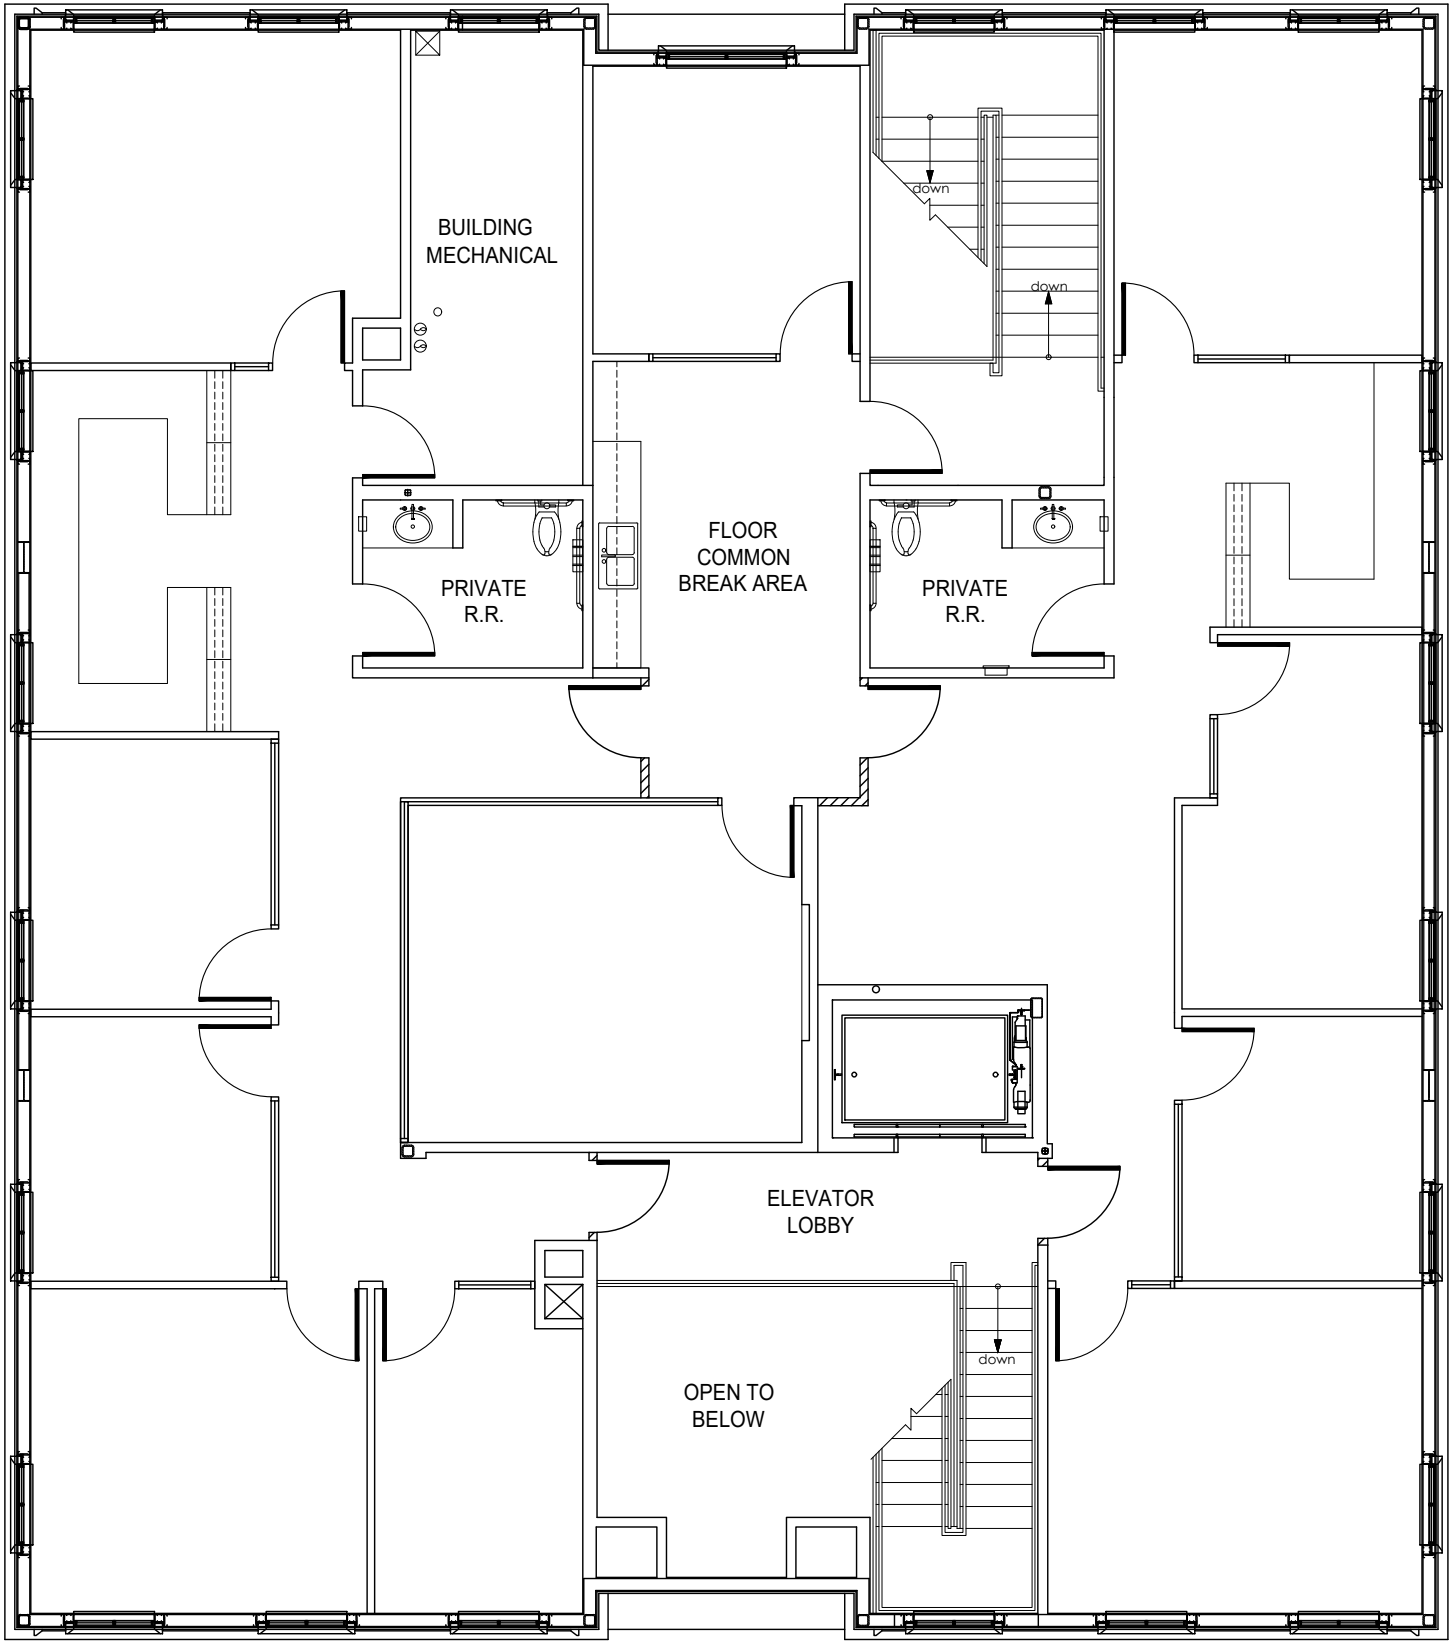 down
BUILDING
MECHANICAL
down
FLOOR
COMMON
BREAK AREA
PRIVATE
R.R.
PRIVATE
R.R.
ELEVATOR
LOBBY
down
OPEN TO
BELOW